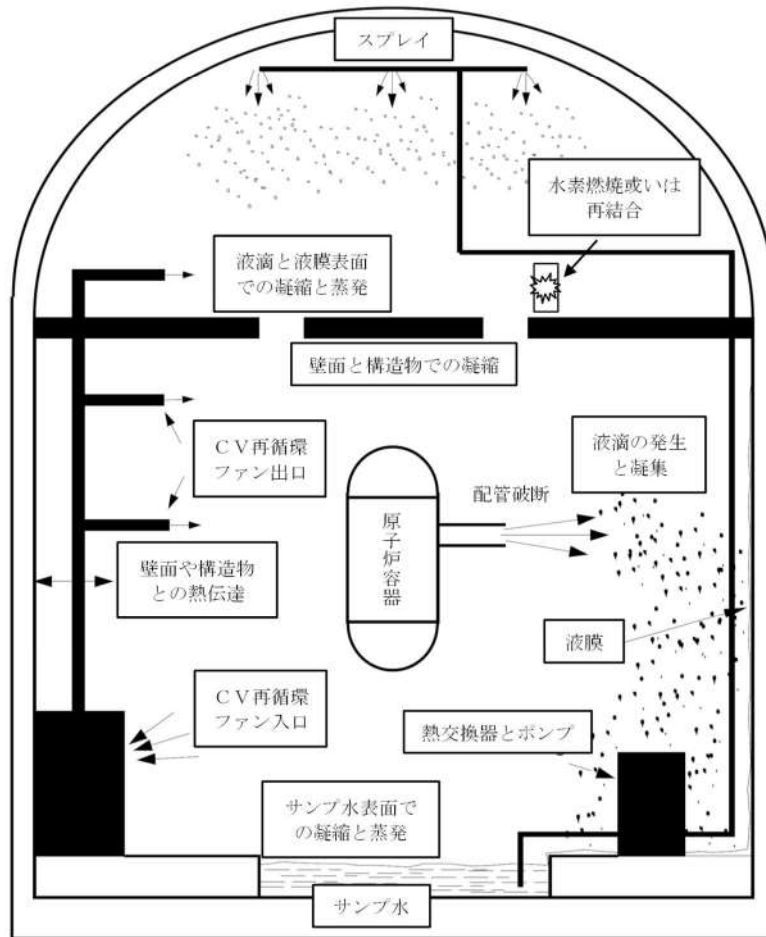 スプレイ
水素燃焼或いは
再結合
液滴と液膜表面
での凝縮と蒸発
壁面と構造物での凝縮
CV再循環
ファン出口
液滴の発生
と凝集
配管破断
原子炉容器
壁面や構造物
との熱伝達
液膜
CV再循環
ファン入口
熱交換器とポンプ
サンプ水表面で
の凝縮と蒸発
サンプ水